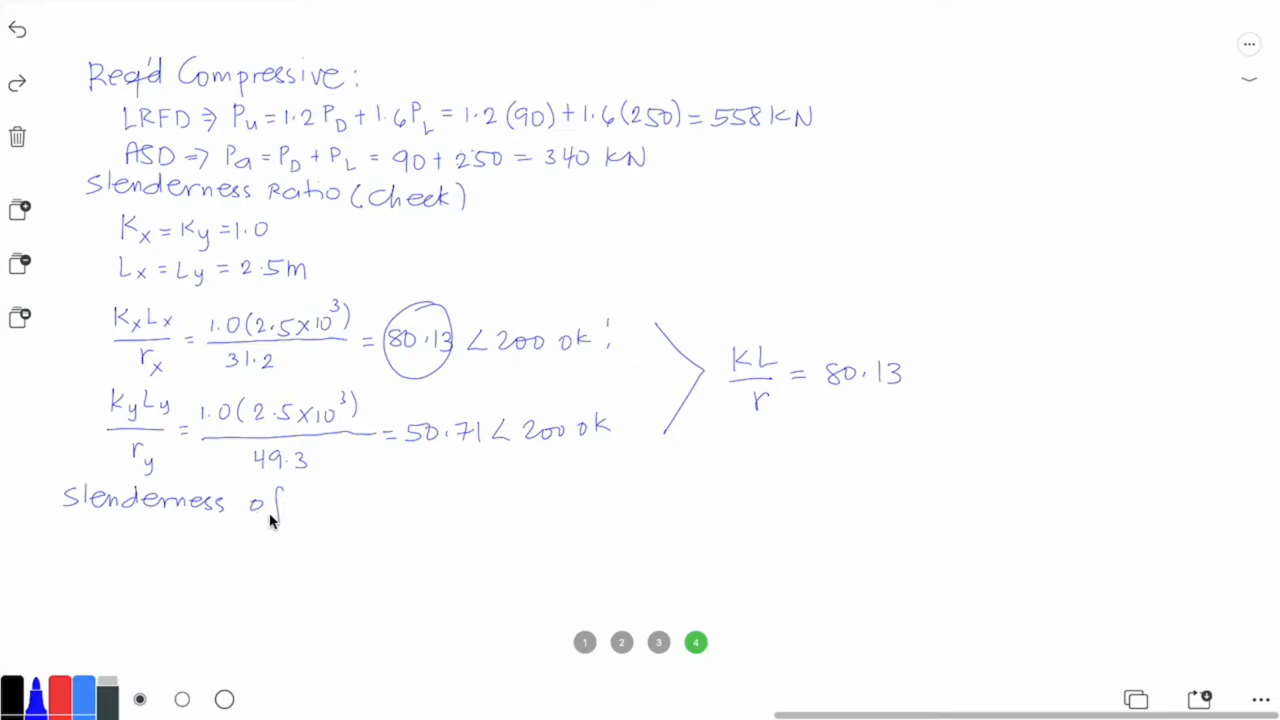 Req'd Compressive:
LRFD => Pu = 1.2 PD + 1.6 PL = 1.2 (90) + 1.6 (250) = 558 KN
ASD => Pa = PD + PL = 90 + 250 = 340 KN
Slenderness Ratio (Check)
Kx = Ky = 1.0
Lx = Ly = 2.5m
KxLx / rx = 1.0(2.5x10^3) / 31.2 = 80.13 < 200 ok!
KyLy / ry = 1.0(2.5x10^3) / 49.3 = 50.71 < 200 ok
KL / r = 80.13
Slenderness of
1 2 3 4